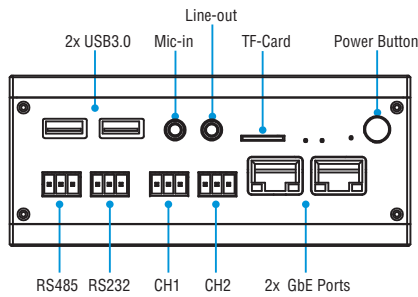 Line-out
2x USB3.0 Mic-in TF-Card Power Button
RS485 RS232 CH1 CH2 2x GbE Ports